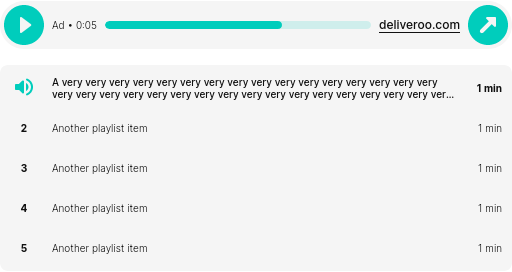 Ad • 0:05
deliveroo.com
A very very very very very very very very very very very very very very very very
very very very very very very very very very very very very very very very very ver...
1 min
2 Another playlist item 1 min
3 Another playlist item 1 min
4 Another playlist item 1 min
5 Another playlist item 1 min